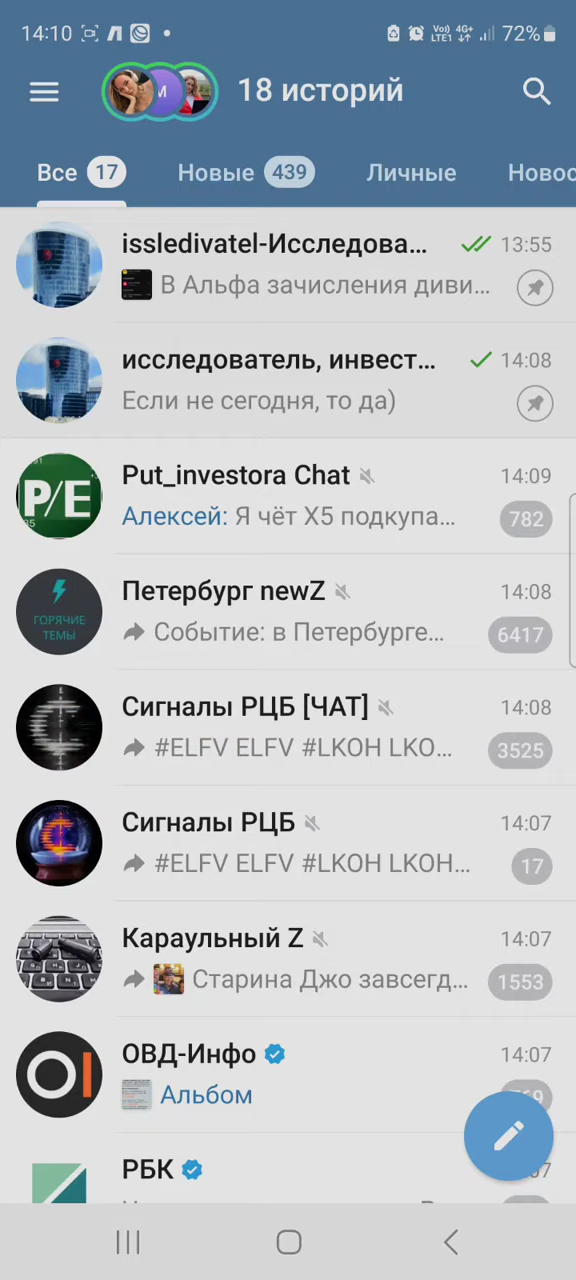 14:10
Vo)) LTE1 4G+ 72%
M
18 историй
Все 17 Новые 439 Личные Новос
issledivatel-Исследова... 13:55
В Альфа зачисления диви...
исследователь, инвест... 14:08
Если не сегодня, то да)
P/E
Put_investora Chat 14:09
Алексей: Я чёт X5 подкупа... 782
ГОРЯЧИЕ
ТЕМЫ
Петербург newZ 14:08
Событие: в Петербурге... 6417
Сигналы РЦБ [ЧАТ] 14:08
#ELFV ELFV #LKOH LKO... 3525
Сигналы РЦБ 14:07
#ELFV ELFV #LKOH LKOH... 17
Караульный Z 14:07
Старина Джо завсегд... 1553
ОВД-Инфо 14:07
Альбом
РБК